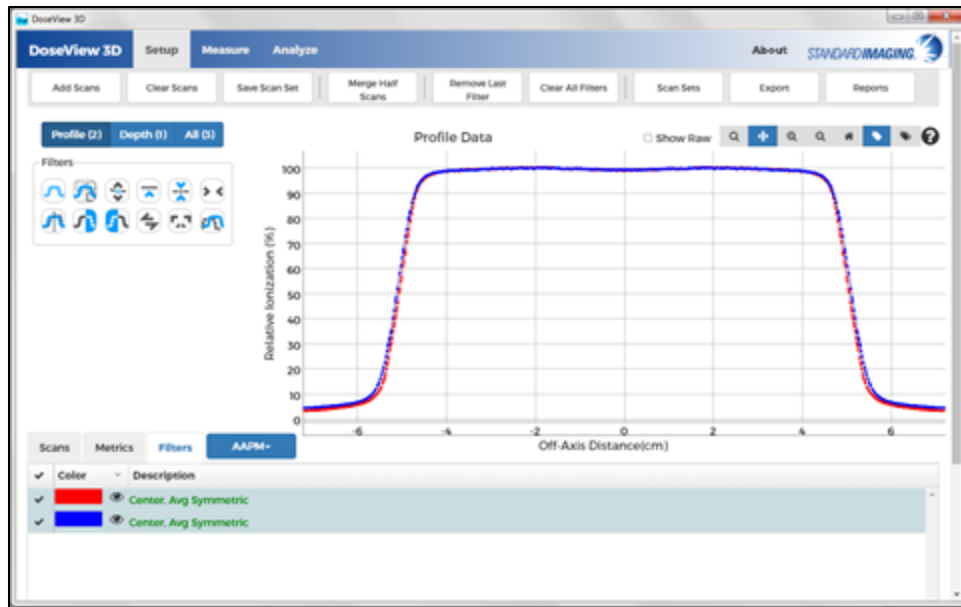 DoseView 3D
DoseView 3D Setup Measure Analyze About STANDARD IMAGING
Add Scans Clear Scans Save Scan Set Merge Half Scans Remove Last Filter Clear All Filters Scan Sets Export Reports
Profile (2) Depth (1) All (3)
Profile Data
Show Raw
Filters
100
90
80
70
60
50
40
30
20
10
0
Relative Ionization (%)
-6 -4 -2 0 2 4 6
Off-Axis Distance(cm)
Scans Metrics Filters AAPM
Color Description
Center, Avg Symmetric
Center, Avg Symmetric